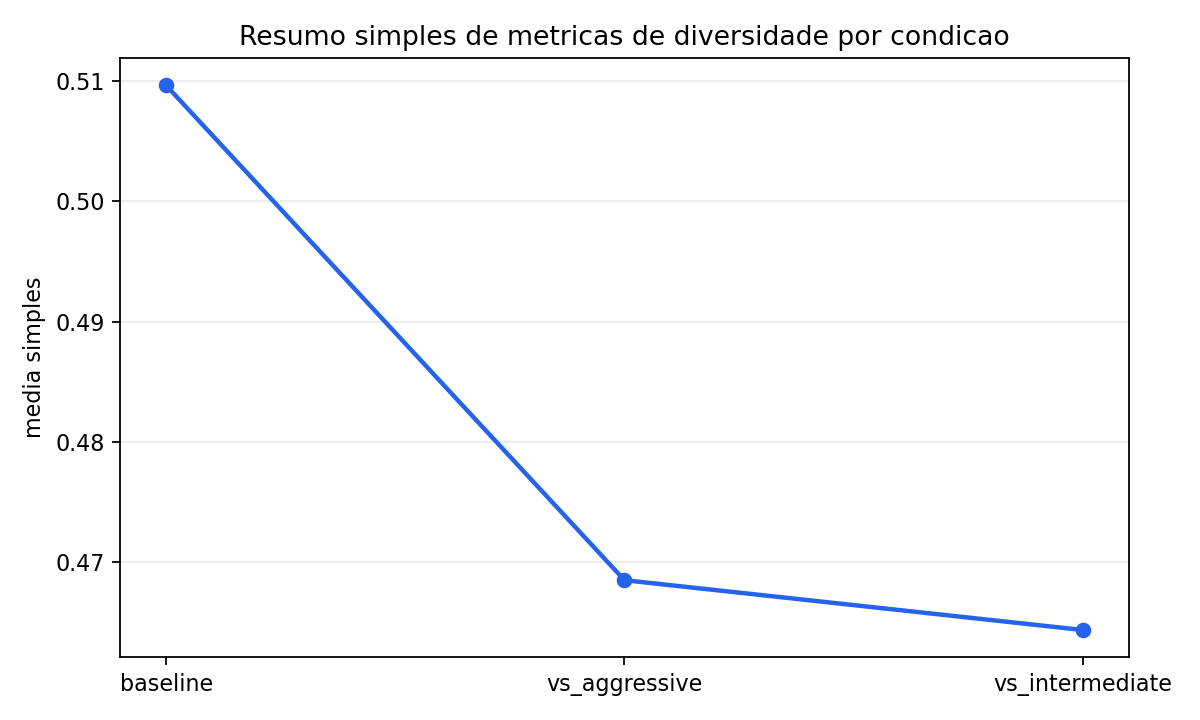 Resumo simples de metricas de diversidade por condicao
media simples
0.51
0.50
0.49
0.48
0.47
baseline
vs_aggressive
vs_intermediate